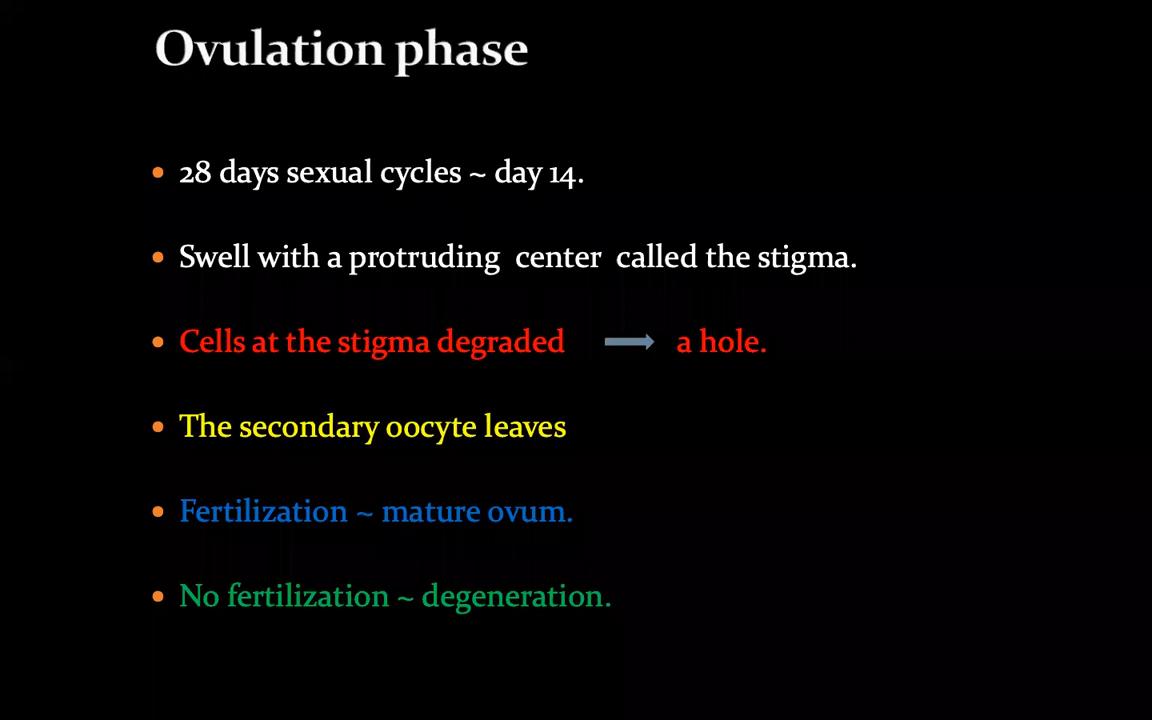 Ovulation phase
• 28 days sexual cycles ~ day 14.
• Swell with a protruding center called the stigma.
• Cells at the stigma degraded → a hole.
• The secondary oocyte leaves
• Fertilization ~ mature ovum.
• No fertilization ~ degeneration.